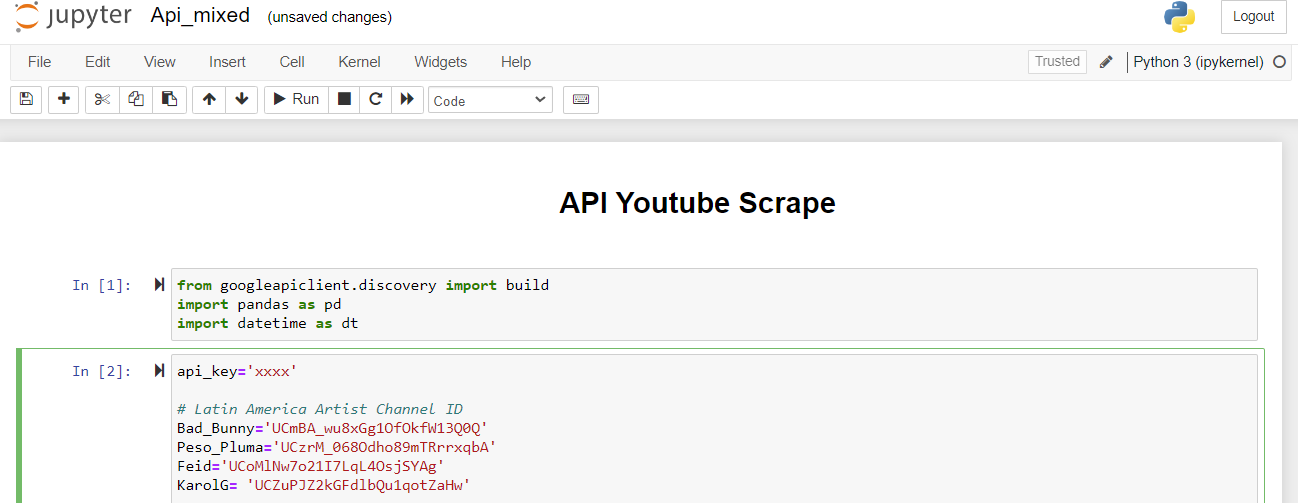 jupyter Api_mixed (unsaved changes)
Logout
File Edit View Insert Cell Kernel Widgets Help
Trusted
Python 3 (ipykernel)
Run
Code
API Youtube Scrape
In [1]:
from googleapiclient.discovery import build
import pandas as pd
import datetime as dt
In [2]:
api_key='xxxx'
# Latin America Artist Channel ID
Bad_Bunny='UCmBA_wu8xGg1OfOkfW13Q0Q'
Peso_Pluma='UCzrM_068Odho89mTRrrxqbA'
Feid='UCoMlNw7o21I7LqL4OsjSYAg'
KarolG= 'UCZuPJZ2kGFdlbQu1qotZaHw'